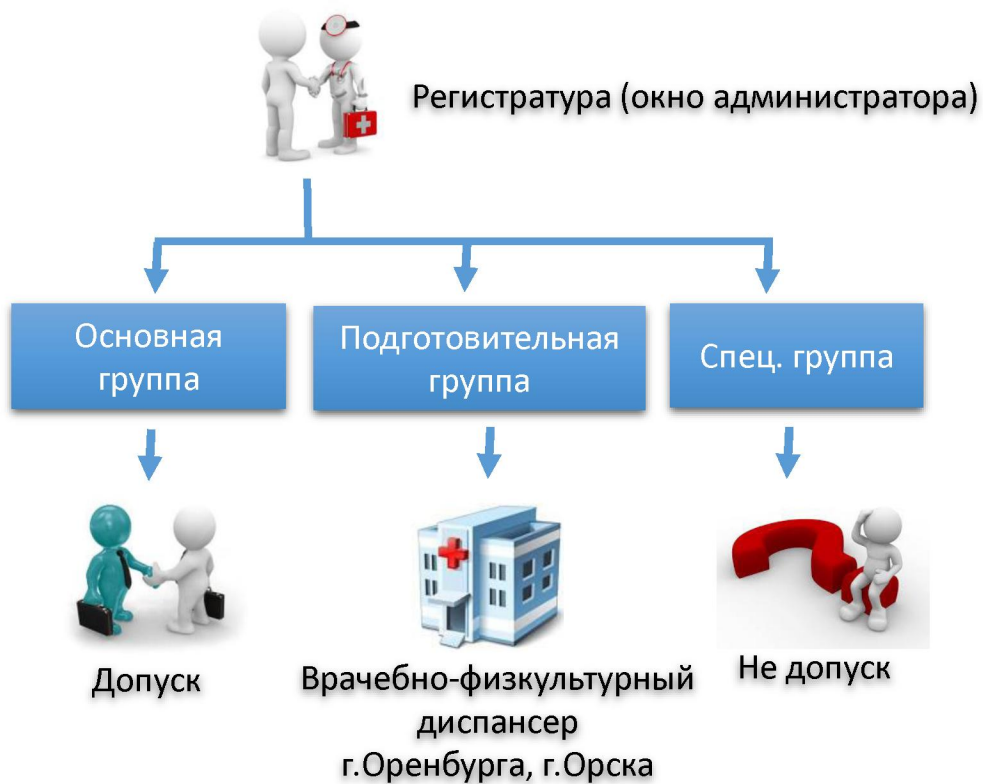 Регистратура (окно администратора)
Основная
группа
Подготовительная
группа
Спец. группа
Допуск
Врачебно-физкультурный
диспансер
г.Оренбурга, г.Орска
Не допуск